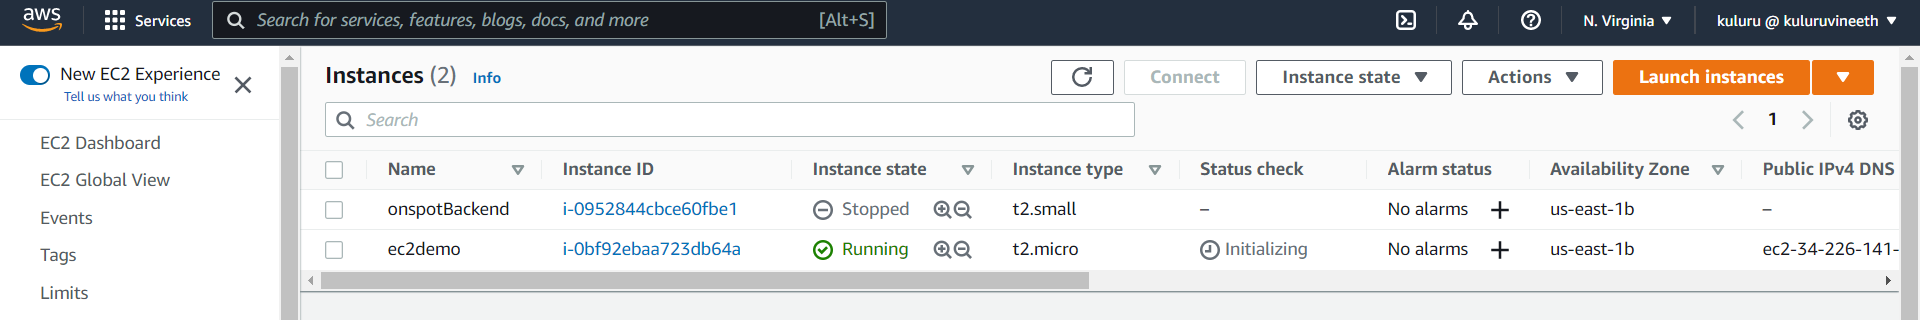 aws
Services
Search for services, features, blogs, docs, and more
[Alt+S]
N. Virginia
kuluru @ kuluruvineeth
New EC2 Experience
Tell us what you think
EC2 Dashboard
EC2 Global View
Events
Tags
Limits
Instances (2) Info
Connect
Instance state
Actions
Launch instances
Search
1
Name Instance ID Instance state Instance type Status check Alarm status Availability Zone Public IPv4 DNS
onspotBackend i-0952844cbce60fbe1 Stopped t2.small – No alarms + us-east-1b –
ec2demo i-0bf92ebaa723db64a Running t2.micro Initializing No alarms + us-east-1b ec2-34-226-141-